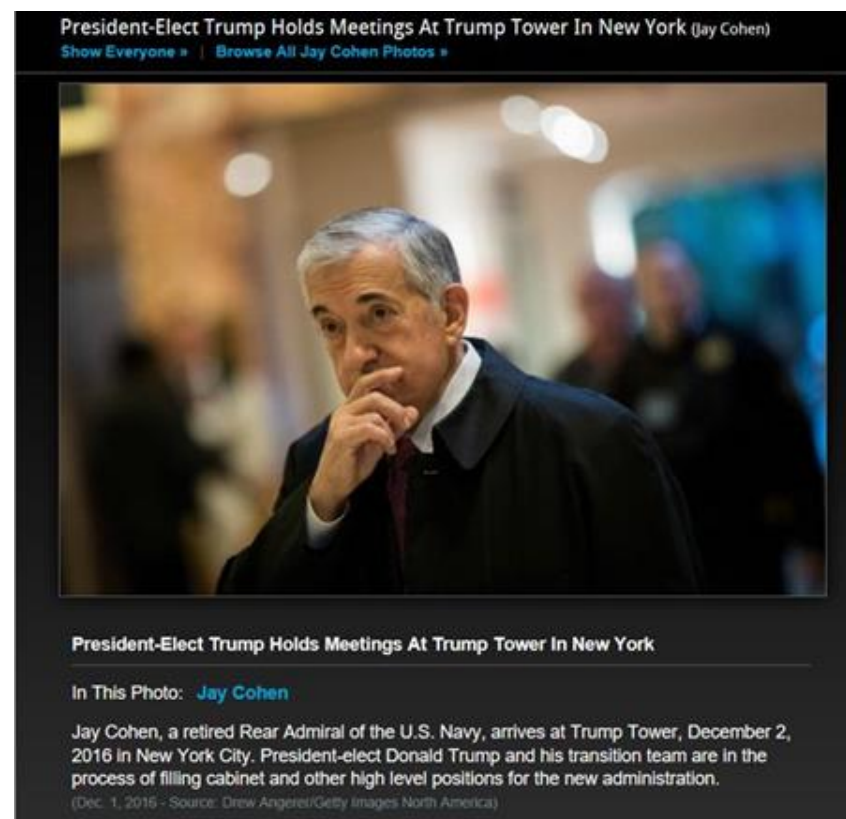 President-Elect Trump Holds Meetings At Trump Tower In New York (Jay Cohen)
Show Everyone » | Browse All Jay Cohen Photos »
President-Elect Trump Holds Meetings At Trump Tower In New York
In This Photo: Jay Cohen
Jay Cohen, a retired Rear Admiral of the U.S. Navy, arrives at Trump Tower, December 2,
2016 in New York City. President-elect Donald Trump and his transition team are in the
process of filling cabinet and other high level positions for the new administration.
(Dec. 1, 2016 - Source: Drew Angerer/Getty Images North America)